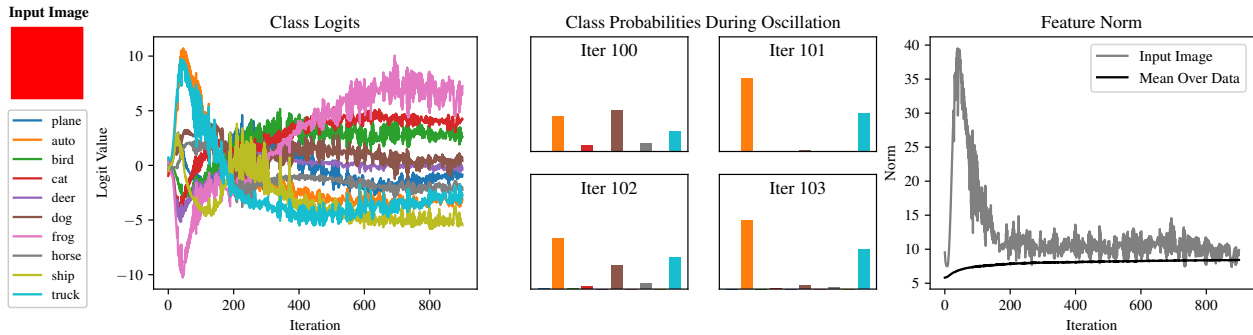 Input Image
plane
auto
bird
cat
deer
dog
frog
horse
ship
truck
Class Logits
Logit Value
10
5
0
−5
−10
0
200
400
600
800
Iteration
Class Probabilities During Oscillation
Iter 100
Iter 101
Iter 102
Iter 103
Feature Norm
Norm
40
35
30
25
20
15
10
5
Input Image
Mean Over Data
0
200
400
600
800
Iteration